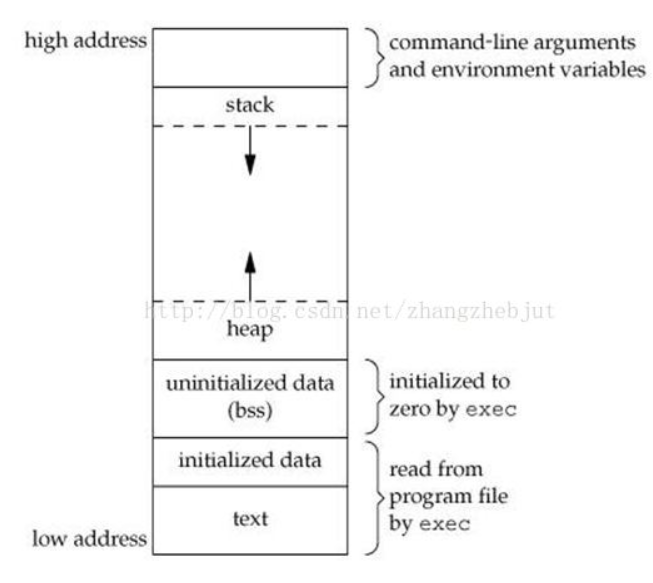 high address
command-line arguments
and environment variables
stack
http://blog.csdn.net/zhangzhebjut
heap
uninitialized data
(bss)
initialized to
zero by exec
initialized data
read from
program file
by exec
text
low address